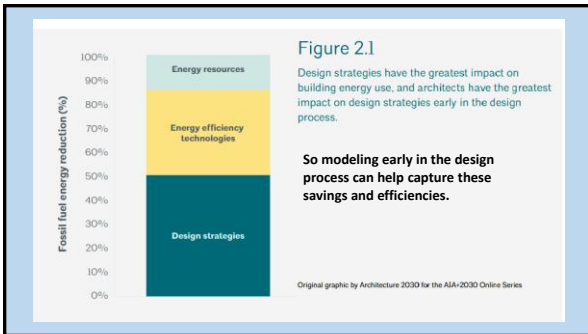 Figure 2.1
Design strategies have the greatest impact on
building energy use, and architects have the greatest
impact on design strategies early in the design
process.
So modeling early in the design
process can help capture these
savings and efficiencies.
Original graphic by Architecture 2030 for the AIA+2030 Online Series
Fossil fuel energy reduction (%)
100%
90%
80%
70%
60%
50%
40%
30%
20%
10%
0%
Energy resources
Energy efficiency
technologies
Design strategies